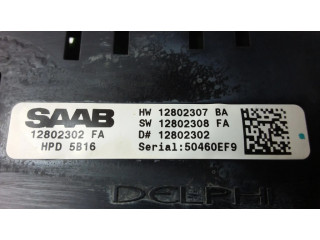 SAAB
12802302 FA
HPD 5B16
HW 12802307 BA
SW 12802308 FA
D# 12802302
Serial:50460EF9
DELPHI